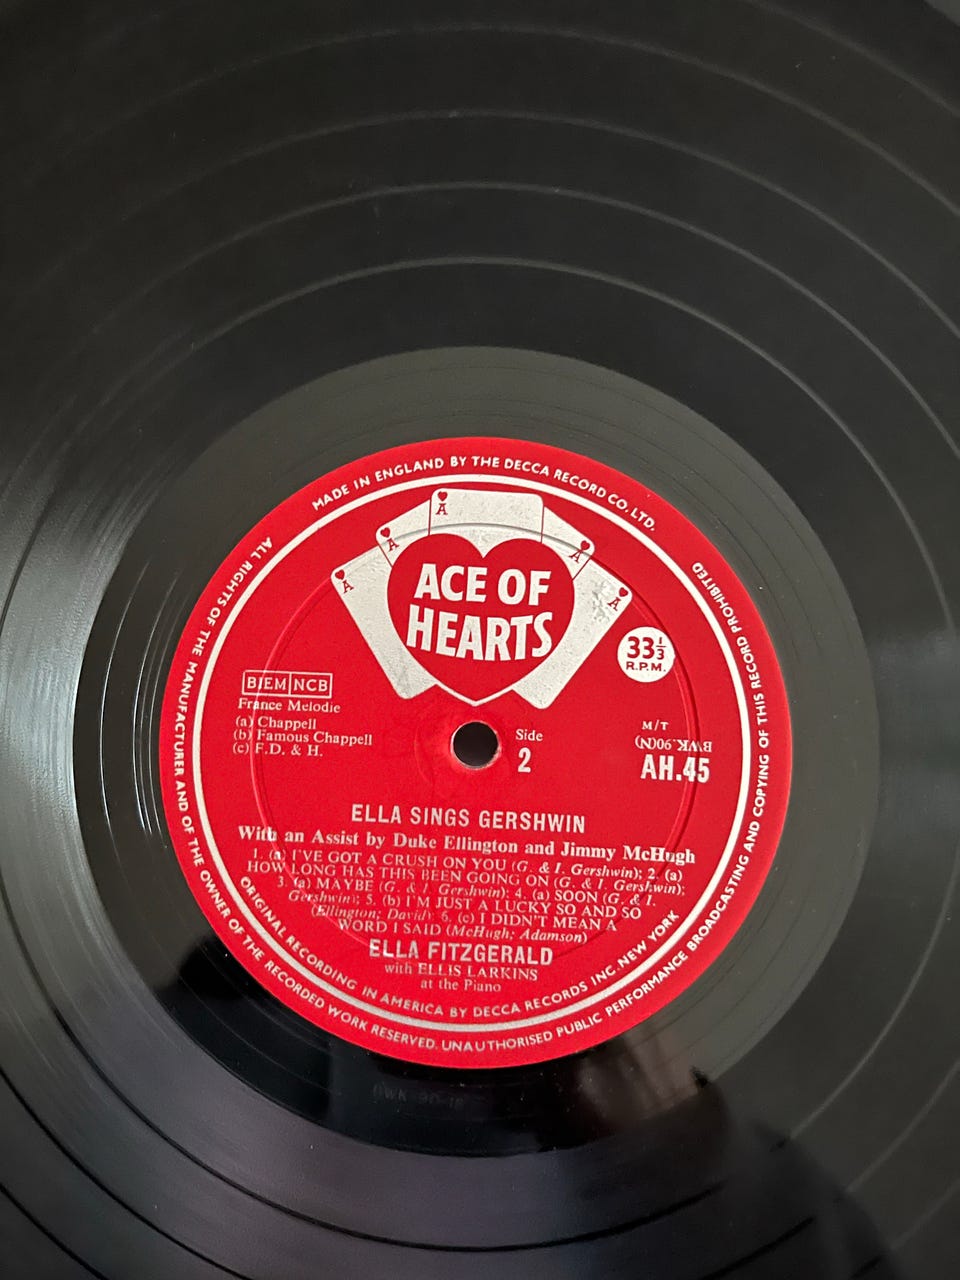 MADE IN ENGLAND BY THE DECCA RECORD CO. LTD.
ALL RIGHTS OF THE MANUFACTURER AND OF THE OWNER OF THE RECORDED WORK RESERVED. UNAUTHORISED PUBLIC PERFORMANCE BROADCASTING AND COPYING OF THIS RECORD PROHIBITED
A
A
A
A
A
ACE OF
HEARTS
33⅓
R.P.M.
BIEM NCB
France Melodie
(a) Chappell
(b) Famous Chappell
(c) F.D. & H.
Side
2
M/T
BWK.90(N)
AH.45
ELLA SINGS GERSHWIN
With an Assist by Duke Ellington and Jimmy McHugh
1. (a) I'VE GOT A CRUSH ON YOU (G. & I. Gershwin); 2. (a)
HOW LONG HAS THIS BEEN GOING ON (G. & I. Gershwin);
3. (a) MAYBE (G. & I. Gershwin); 4. (a) SOON (G. & I.
Gershwin); 5. (b) I'M JUST A LUCKY SO AND SO
(Ellington; David); 6. (c) I DIDN'T MEAN A
WORD I SAID (McHugh; Adamson)
ELLA FITZGERALD
with ELLIS LARKINS
at the Piano
ORIGINAL RECORDING IN AMERICA BY DECCA RECORDS INC. NEW YORK